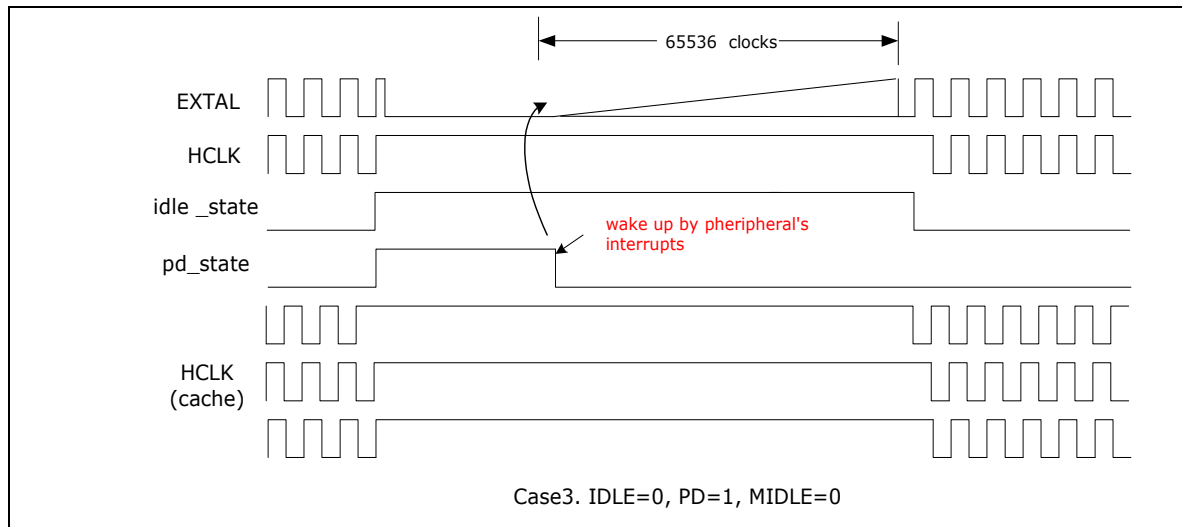 65536 clocks
EXTAL
HCLK
idle _state
wake up by pheripheral's
interrupts
pd_state
HCLK
(cache)
Case3. IDLE=0, PD=1, MIDLE=0